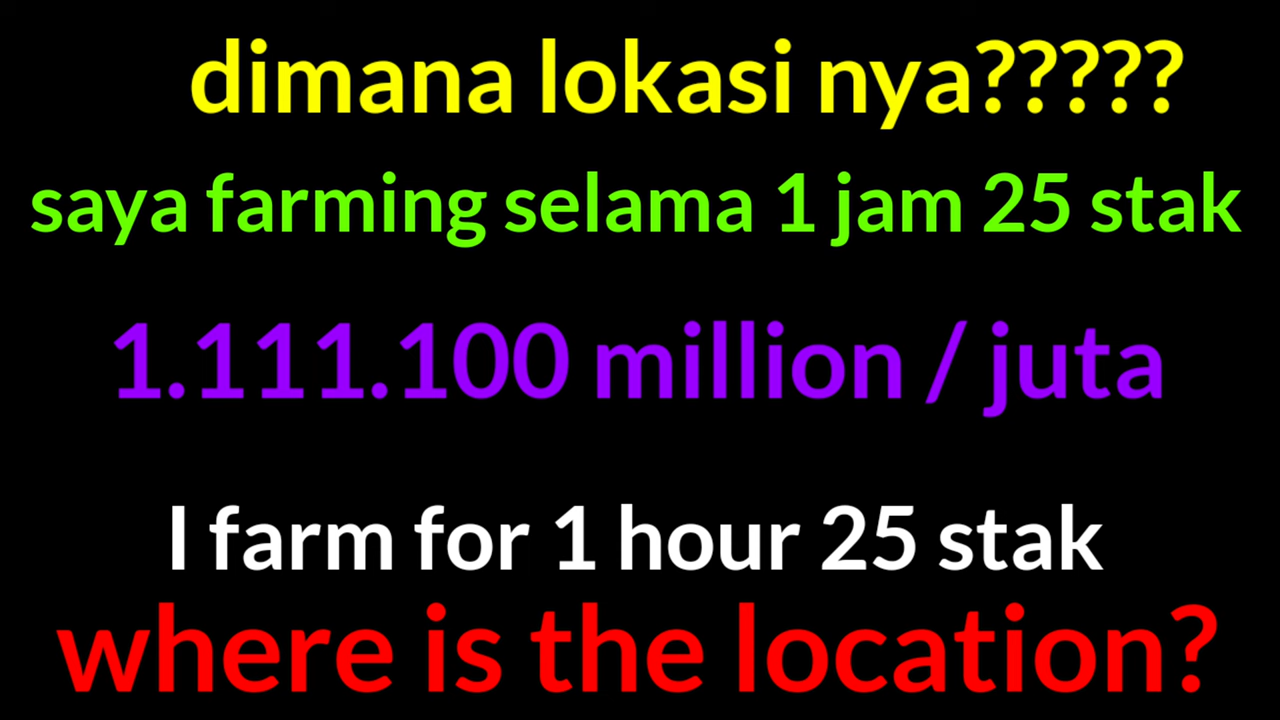 dimana lokasi nya?????
saya farming selama 1 jam 25 stak
1.111.100 million / juta
I farm for 1 hour 25 stak
where is the location?